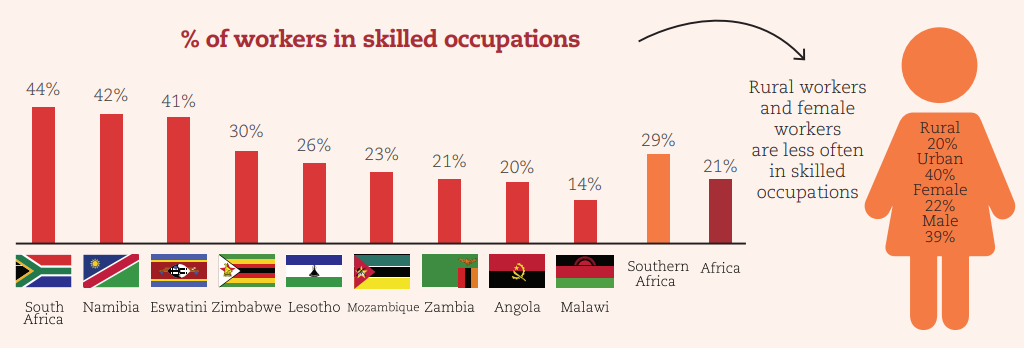 % of workers in skilled occupations
44%
42%
41%
30%
26%
23%
21%
20%
14%
29%
21%
South
Africa
Namibia
Eswatini
Zimbabwe
Lesotho
Mozambique
Zambia
Angola
Malawi
Southern
Africa
Africa
Rural workers
and female
workers
are less often
in skilled
occupations
Rural
20%
Urban
40%
Female
22%
Male
39%